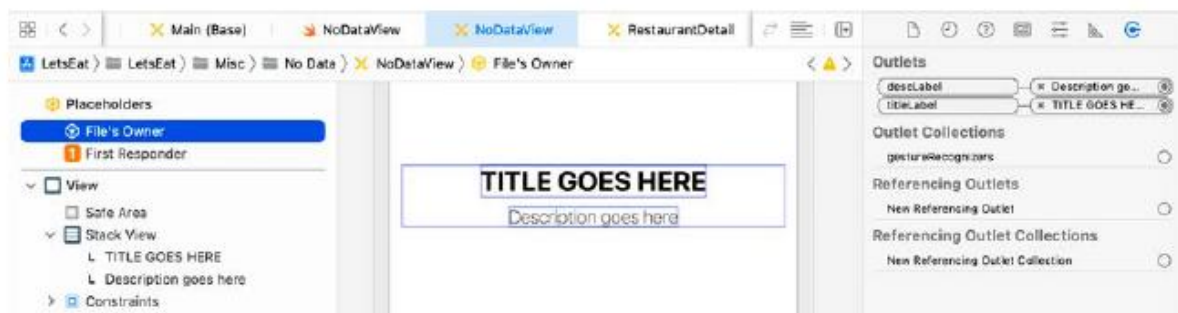 Main (Base)
NoDataView
NoDataView
RestaurantDetail
LetsEat
LetsEat
Misc
No Data
NoDataView
File's Owner
Placeholders
File's Owner
1 First Responder
View
Safe Area
Stack View
L TITLE GOES HERE
L Description goes here
Constraints
TITLE GOES HERE
Description goes here
Outlets
descLabel × Description go...
titleLabel × TITLE GOES HE...
Outlet Collections
gestureRecognizers
Referencing Outlets
New Referencing Outlet
Referencing Outlet Collections
New Referencing Outlet Collection